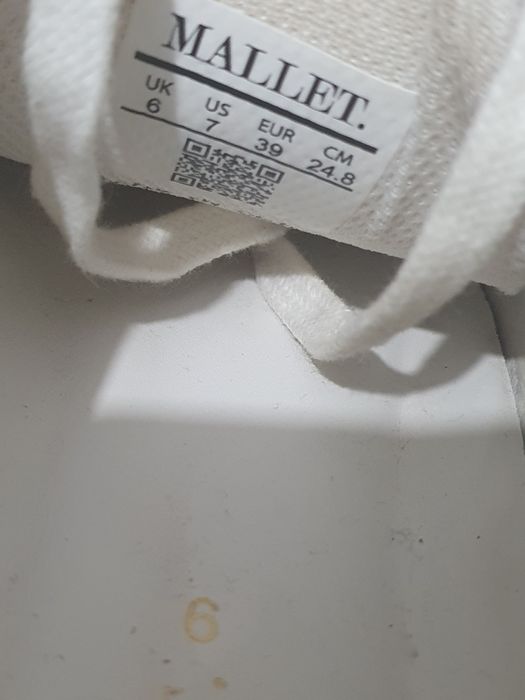 MALLET.
UK US EUR CM
6 7 39 24.8
6